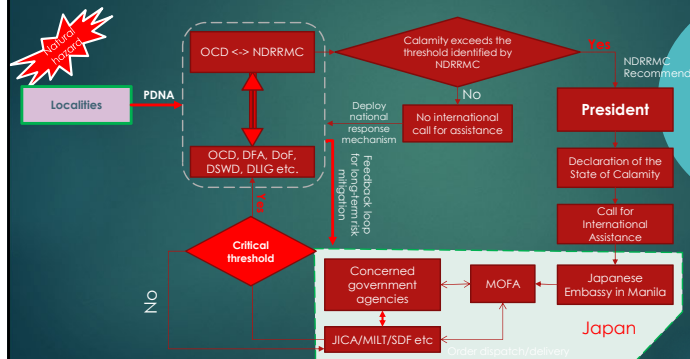 Natural
hazard
Localities
PDNA
OCD <-> NDRRMC
OCD, DFA, DoF,
DSWD, DLIG etc.
Calamity exceeds the
threshold identified by
NDRRMC
Yes
No
No international
call for assistance
Deploy
national
response
mechanism
NDRRMC
Recommend
President
Declaration of the
State of Calamity
Call for
International
Assistance
Feedback loop
for long-term risk
mitigation
Yes
Critical
threshold
No
Concerned
government
agencies
MOFA
Japanese
Embassy in Manila
JICA/MILT/SDF etc
Order dispatch/delivery
Japan